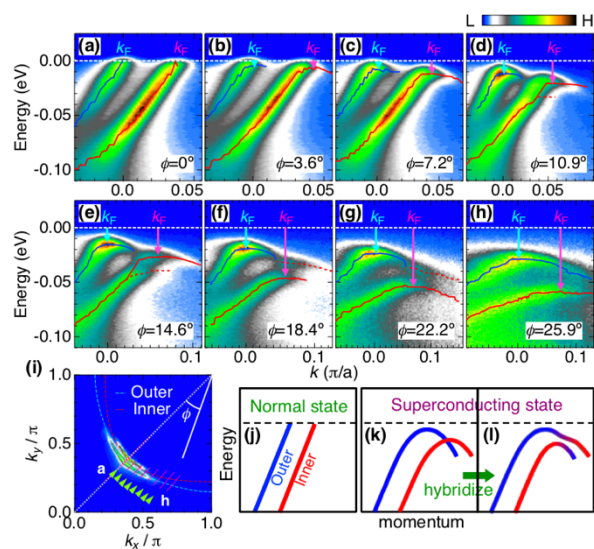 L H
(a) kF kF
(b) kF kF
(c) kF kF
(d) kF kF
Energy (eV)
0.00
-0.05
-0.10
ϕ=0°
ϕ=3.6°
ϕ=7.2°
ϕ=10.9°
0.0 0.05
0.0 0.05
0.0 0.05
0.0 0.05
(e) kF kF
(f) kF kF
(g) kF kF
(h) kF kF
Energy (eV)
0.00
-0.05
-0.10
ϕ=14.6°
ϕ=18.4°
ϕ=22.2°
ϕ=25.9°
0.0 0.1
0.0 0.1
0.0 0.1
0.0 0.1
k (π/a)
(i)
ky / π
1.0
0.5
0.0
Outer
Inner
ϕ
a
h
0.0 0.5 1.0
kx / π
Normal state
Superconducting state
Energy
(j)
(k)
(l)
Outer
Inner
hybridize
momentum